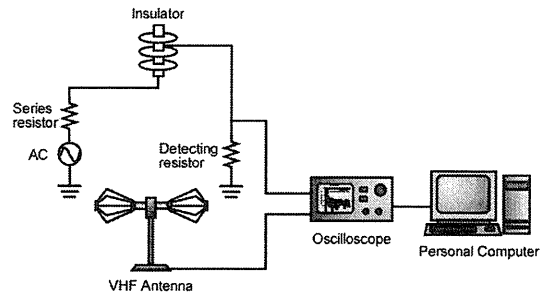 Insulator
Series
resistor
AC
Detecting
resistor
Oscilloscope
Personal Computer
VHF Antenna